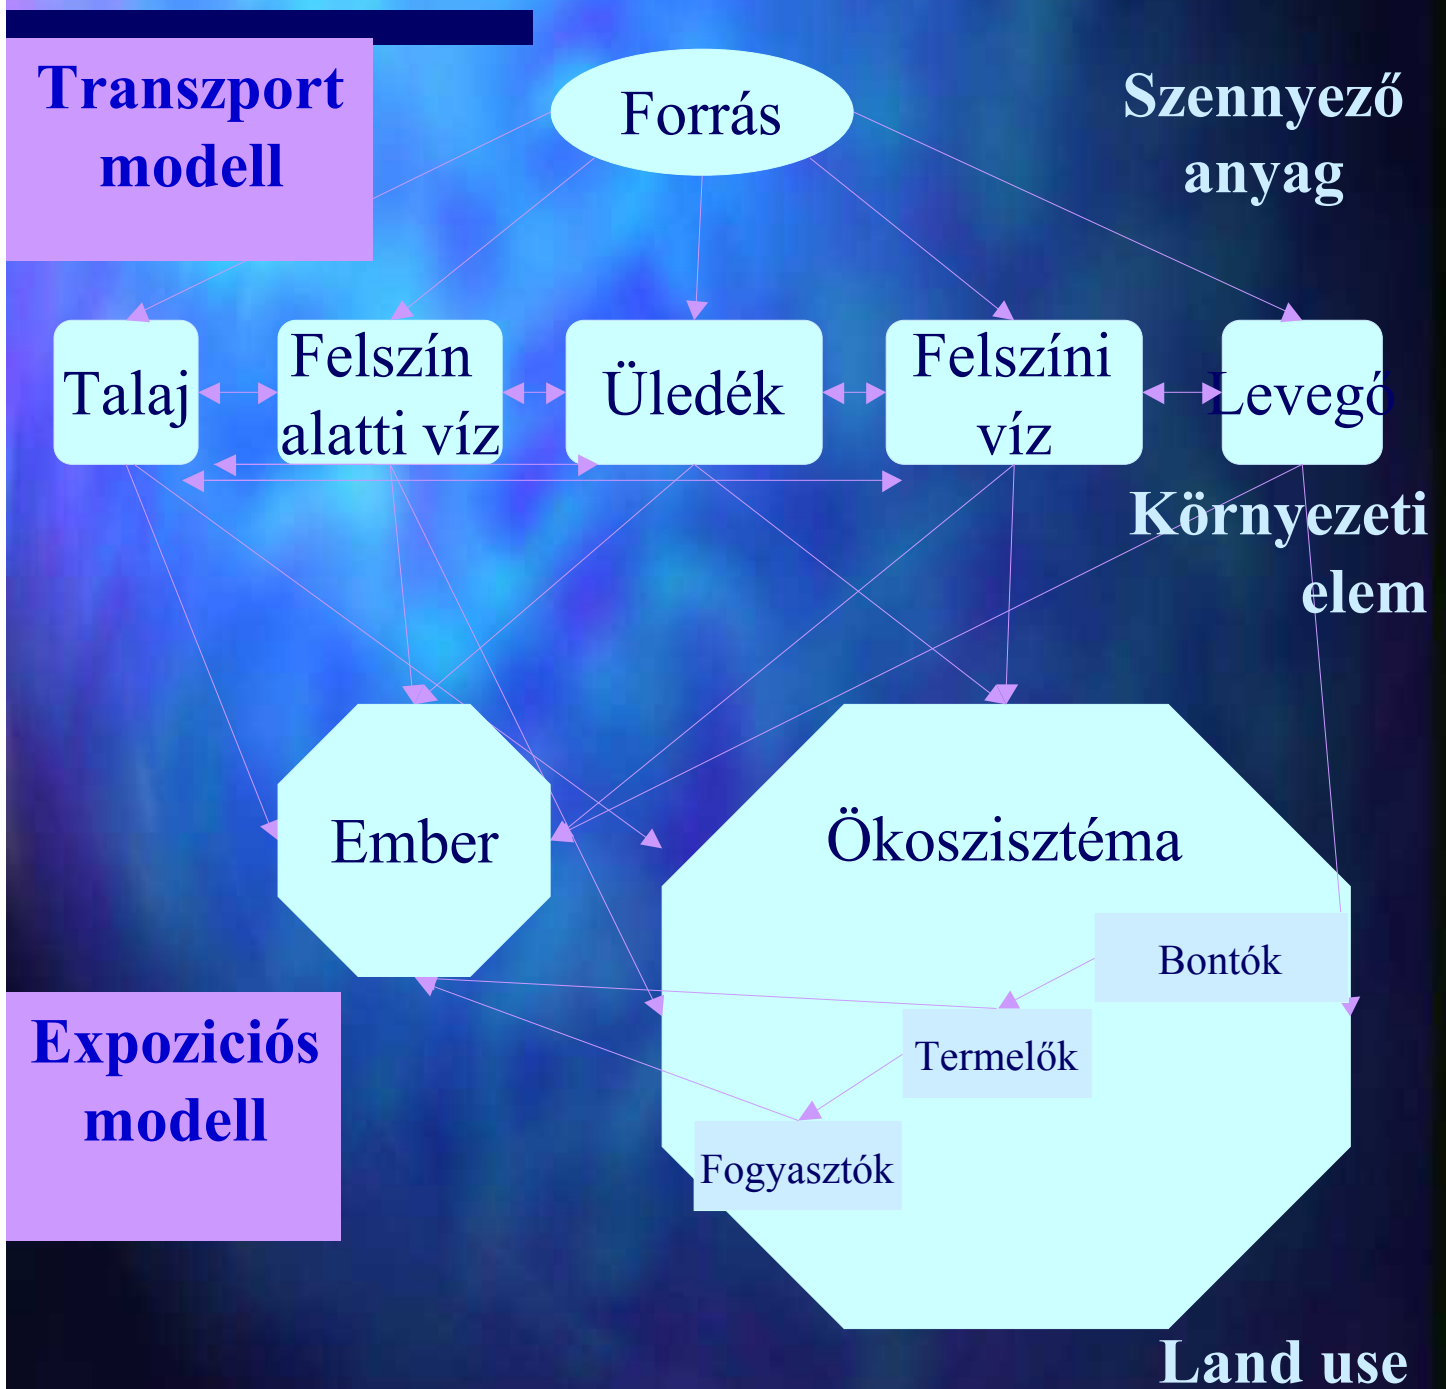 Transzport
modell
Forrás
Szennyező
anyag
Talaj
Felszín
alatti víz
Üledék
Felszíni
víz
Levegő
Környezeti
elem
Ember
Ökoszisztéma
Bontók
Termelők
Fogyasztók
Expoziciós
modell
Land use